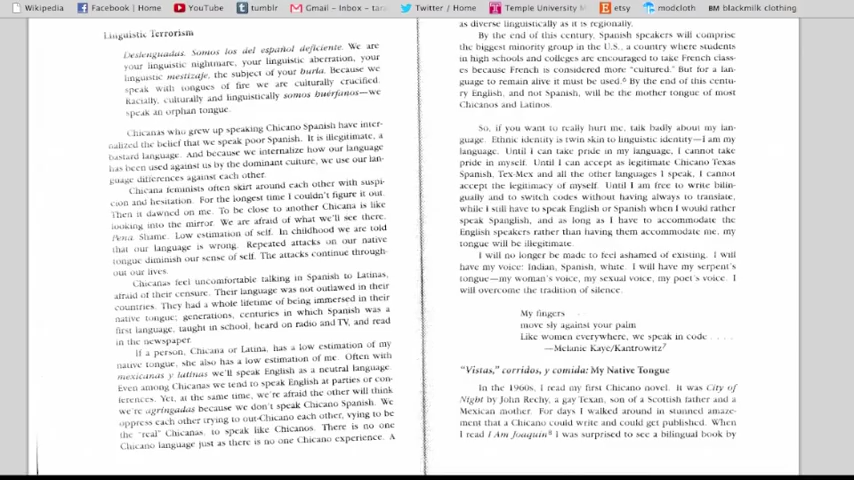 Wikipedia
Facebook
YouTube
tumblr
Gmail – Inbox – tar
Twitter / Home
Temple University M
etsy
modcloth
BM blackmilk clothing
Linguistic Terrorism
Deslenguadas. Somos los del español deficiente. We are
your linguistic nightmare, your linguistic aberration, your
linguistic mestizaje, the subject of your burla. Because we
speak with tongues of fire we are culturally crucified.
Racially, culturally and linguistically somos huérfanos—we
speak an orphan tongue.
Chicanas who grew up speaking Chicano Spanish have inter-
nalized the belief that we speak poor Spanish. It is illegitimate, a
bastard language. And because we internalize how our language
has been used against us by the dominant culture, we use our lan-
guage differences against each other.
Chicana feminists often skirt around each other with suspi-
cion and hesitation. For the longest time I couldn't figure it out.
Then it dawned on me. To be close to another Chicana is like
looking into the mirror. We are afraid of what we'll see there.
Pena. Shame. Low estimation of self. In childhood we are told
that our language is wrong. Repeated attacks on our native
tongue diminish our sense of self. The attacks continue through-
out our lives.
Chicanas feel uncomfortable talking in Spanish to Latinas,
afraid of their censure. Their language was not outlawed in their
countries. They had a whole lifetime of being immersed in their
native tongue; generations, centuries in which Spanish was a
first language, taught in school, heard on radio and TV, and read
in the newspaper.
If a person, Chicana or Latina, has a low estimation of my
native tongue, she also has a low estimation of me. Often with
mexicanas y latinas we'll speak English as a neutral language.
Even among Chicanas we tend to speak English at parties or con-
ferences. Yet, at the same time, we're afraid the other will think
we're agringadas because we don't speak Chicano Spanish. We
oppress each other trying to out-Chicano each other, vying to be
the "real" Chicanas, to speak like Chicanos. There is no one
Chicano language just as there is no one Chicano experience. A
as diverse linguistically as it is regionally.
By the end of this century, Spanish speakers will comprise
the biggest minority group in the U.S., a country where students
in high schools and colleges are encouraged to take French class-
es because French is considered more "cultured." But for a lan-
guage to remain alive it must be used.6 By the end of this centu-
ry English, and not Spanish, will be the mother tongue of most
Chicanos and Latinos.
So, if you want to really hurt me, talk badly about my lan-
guage. Ethnic identity is twin skin to linguistic identity—I am my
language. Until I can take pride in my language, I cannot take
pride in myself. Until I can accept as legitimate Chicano Texas
Spanish, Tex-Mex and all the other languages I speak, I cannot
accept the legitimacy of myself. Until I am free to write bilin-
gually and to switch codes without having always to translate,
while I still have to speak English or Spanish when I would rather
speak Spanglish, and as long as I have to accommodate the
English speakers rather than having them accommodate me, my
tongue will be illegitimate.
I will no longer be made to feel ashamed of existing. I will
have my voice: Indian, Spanish, white. I will have my serpent's
tongue—my woman's voice, my sexual voice, my poet's voice. I
will overcome the tradition of silence.
My fingers
move sly against your palm
Like women everywhere, we speak in code . . . .
—Melanie Kaye/Kantrowitz7
"Vistas," corridos, y comida: My Native Tongue
In the 1960s, I read my first Chicano novel. It was City of
Night by John Rechy, a gay Texan, son of a Scottish father and a
Mexican mother. For days I walked around in stunned amaze-
ment that a Chicano could write and could get published. When
I read I Am Joaquín8 I was surprised to see a bilingual book by